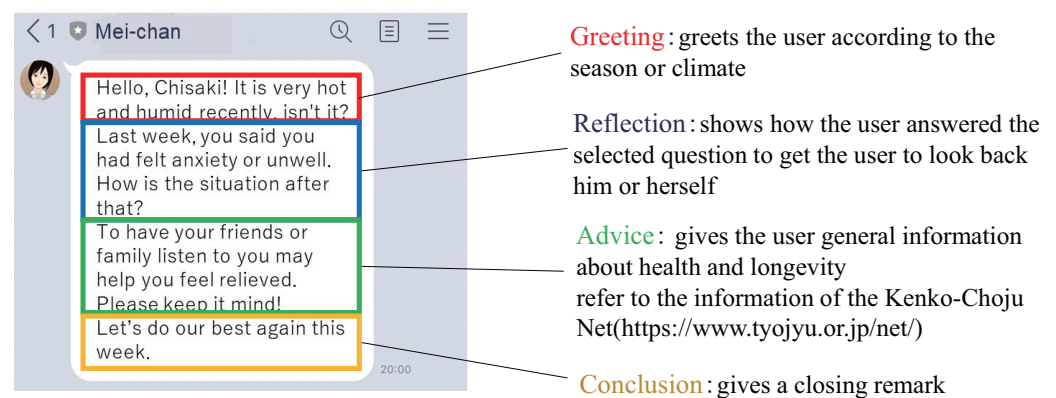 < 1 Mei-chan
Hello, Chisaki! It is very hot
and humid recently, isn't it?
Last week, you said you
had felt anxiety or unwell.
How is the situation after
that?
To have your friends or
family listen to you may
help you feel relieved.
Please keep it mind!
Let's do our best again this
week.
20:00
Greeting:greets the user according to the
season or climate
Reflection:shows how the user answered the
selected question to get the user to look back
him or herself
Advice: gives the user general information
about health and longevity
refer to the information of the Kenko-Choju
Net(https://www.tyojyu.or.jp/net/)
Conclusion:gives a closing remark